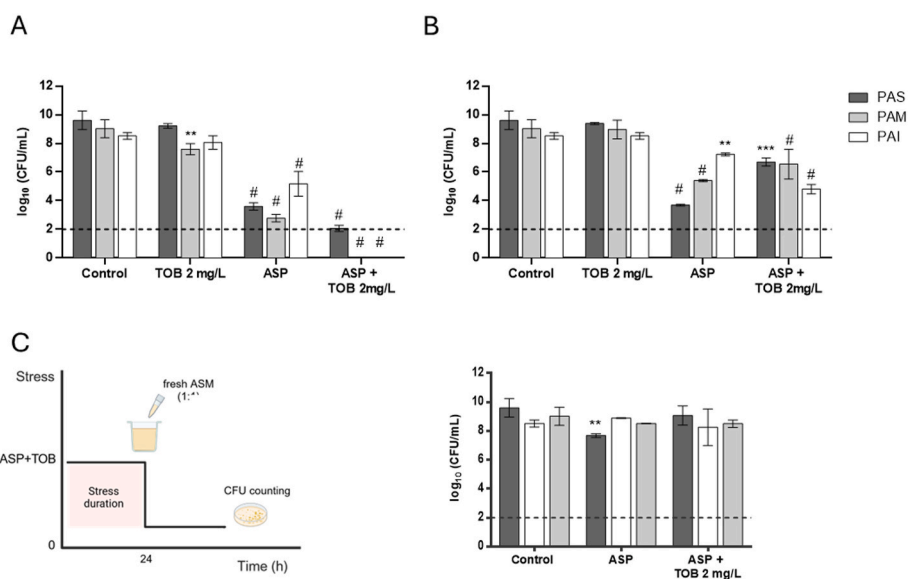 A
B
log₁₀ (CFU/mL)
12
10
8
6
4
2
0
**
#
#
#
#
#
#
Control
TOB 2 mg/L
ASP
ASP +
TOB 2mg/L
log₁₀ (CFU/mL)
12
10
8
6
4
2
0
#
#
**
***
#
#
Control
TOB 2 mg/L
ASP
ASP +
TOB 2mg/L
PAS
PAM
PAI
C
Stress
fresh ASM
ASP+TOB
Stress
duration
CFU counting
0
24
Time (h)
log₁₀ (CFU/mL)
12
10
8
6
4
2
0
**
Control
ASP
ASP +
TOB 2 mg/L